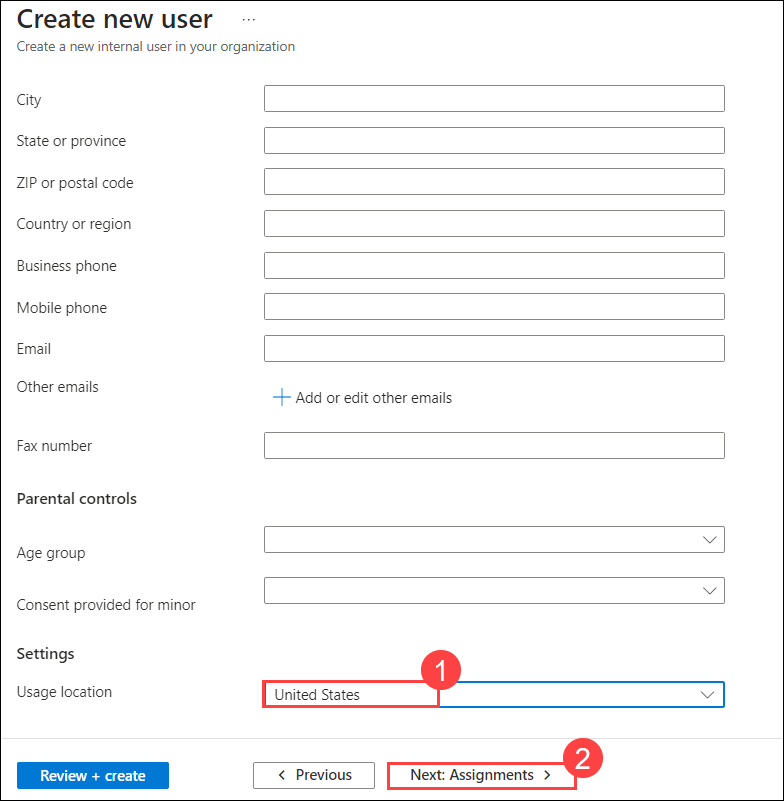 Create new user ...
Create a new internal user in your organization
City
State or province
ZIP or postal code
Country or region
Business phone
Mobile phone
Email
Other emails
Add or edit other emails
Fax number
Parental controls
Age group
Consent provided for minor
Settings
1
Usage location United States
2
Review + create < Previous Next: Assignments >